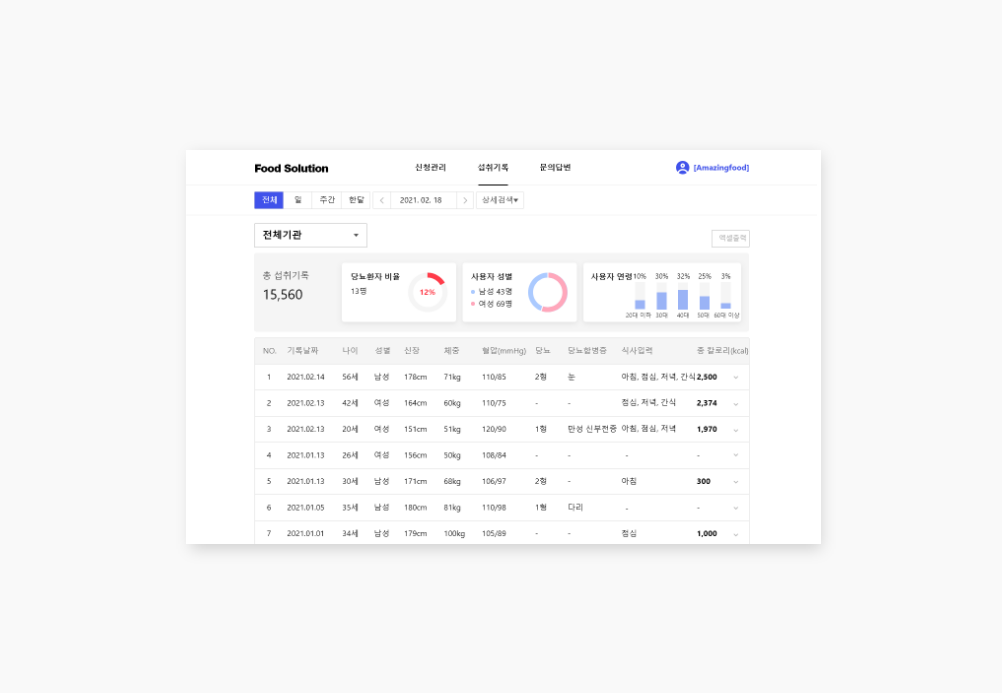 Food Solution 신청관리 섭취기록 문의답변 [Amazingfood]
전체 일 주간 한달 < 2021. 02. 18 > 상세검색▾
전체기관
엑셀출력
총 섭취기록
15,560
당뇨환자 비율
13명
12%
사용자 성별
남성 43명
여성 69명
사용자 연령 10% 30% 32% 25% 3%
20대 이하 30대 40대 50대 60대 이상
NO. 기록날짜 나이 성별 신장 체중 혈압(mmHg) 당뇨 당뇨합병증 식사입력 총 칼로리(kcal)
1 2021.02.14 56세 남성 178cm 71kg 110/85 2형 눈 아침, 점심, 저녁, 간식 2,500
2 2021.02.13 42세 여성 164cm 60kg 110/75 - - 점심, 저녁, 간식 2,374
3 2021.02.13 20세 여성 151cm 51kg 120/90 1형 만성 신부전증 아침, 점심, 저녁 1,970
4 2021.01.13 26세 여성 156cm 50kg 108/84 - - - -
5 2021.01.13 30세 남성 171cm 68kg 106/97 2형 - 아침 300
6 2021.01.05 35세 남성 180cm 81kg 110/98 1형 다리 - -
7 2021.01.01 34세 남성 179cm 100kg 105/89 - - 점심 1,000